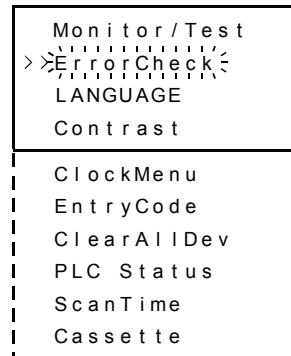 Monitor/Test
>>ErrorCheck
LANGUAGE
Contrast
ClockMenu
EntryCode
ClearAllDev
PLC Status
ScanTime
Cassette